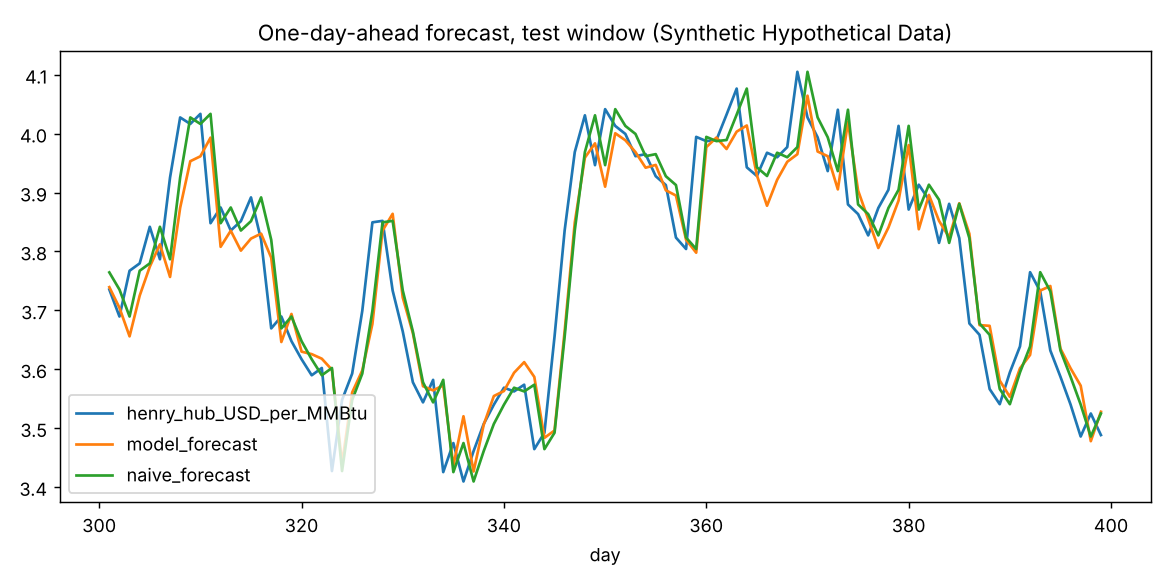 One-day-ahead forecast, test window (Synthetic Hypothetical Data)
4.1
4.0
3.9
3.8
3.7
3.6
3.5
3.4
henry_hub_USD_per_MMBtu
model_forecast
naive_forecast
300 320 340 360 380 400
day